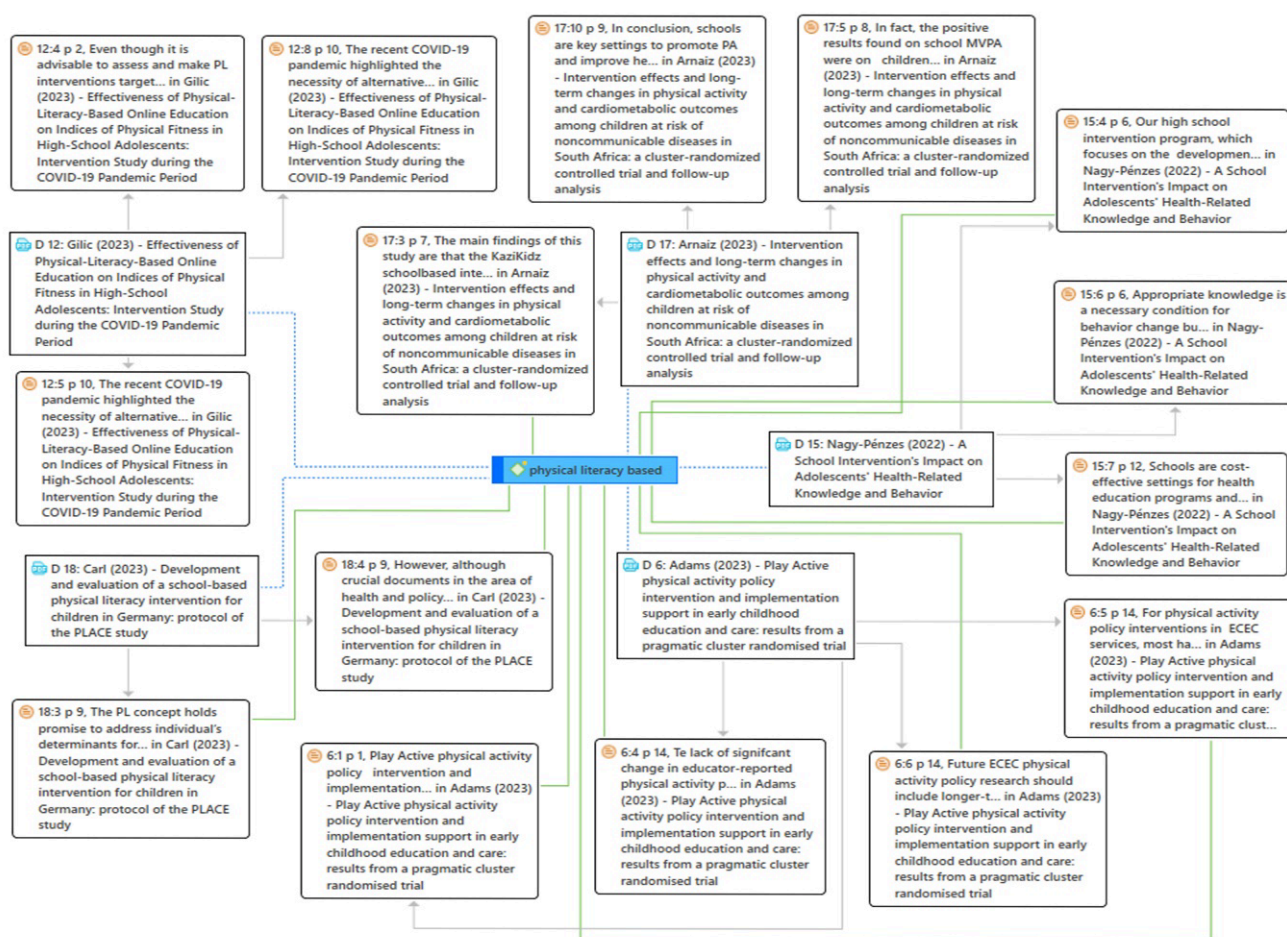 12:4 p 2, Even though it is
advisable to assess and make PL
interventions target... in Gilic
(2023) - Effectiveness of Physical-
Literacy-Based Online Education
on Indices of Physical Fitness in
High-School Adolescents:
Intervention Study during the
COVID-19 Pandemic Period
12:8 p 10, The recent COVID-19
pandemic highlighted the
necessity of alternative... in Gilic
(2023) - Effectiveness of Physical-
Literacy-Based Online Education
on Indices of Physical Fitness in
High-School Adolescents:
Intervention Study during the
COVID-19 Pandemic Period
17:10 p 9, In conclusion, schools
are key settings to promote PA
and improve he... in Arnaiz (2023)
- Intervention effects and long-
term changes in physical activity
and cardiometabolic outcomes
among children at risk of
noncommunicable diseases in
South Africa: a cluster-randomized
controlled trial and follow-up
analysis
17:5 p 8, In fact, the positive
results found on school MVPA
were on children... in Arnaiz
(2023) - Intervention effects and
long-term changes in physical
activity and cardiometabolic
outcomes among children at risk
of noncommunicable diseases in
South Africa: a cluster-randomized
controlled trial and follow-up
analysis
15:4 p 6, Our high school
intervention program, which
focuses on the developmen... in
Nagy-Pénzes (2022) - A School
Intervention's Impact on
Adolescents' Health-Related
Knowledge and Behavior
D 12: Gilic (2023) - Effectiveness of
Physical-Literacy-Based Online
Education on Indices of Physical
Fitness in High-School
Adolescents: Intervention Study
during the COVID-19 Pandemic
Period
17:3 p 7, The main findings of this
study are that the KaziKidz
schoolbased inte... in Arnaiz
(2023) - Intervention effects and
long-term changes in physical
activity and cardiometabolic
outcomes among children at risk
of noncommunicable diseases in
South Africa: a cluster-randomized
controlled trial and follow-up
analysis
D 17: Arnaiz (2023) - Intervention
effects and long-term changes in
physical activity and
cardiometabolic outcomes among
children at risk of
noncommunicable diseases in
South Africa: a cluster-randomized
controlled trial and follow-up
analysis
15:6 p 6, Appropriate knowledge is
a necessary condition for
behavior change bu... in Nagy-
Pénzes (2022) - A School
Intervention's Impact on
Adolescents' Health-Related
Knowledge and Behavior
12:5 p 10, The recent COVID-19
pandemic highlighted the
necessity of alternative... in Gilic
(2023) - Effectiveness of Physical-
Literacy-Based Online Education
on Indices of Physical Fitness in
High-School Adolescents:
Intervention Study during the
COVID-19 Pandemic Period
physical literacy based
D 15: Nagy-Pénzes (2022) - A
School Intervention's Impact on
Adolescents' Health-Related
Knowledge and Behavior
15:7 p 12, Schools are cost-
effective settings for health
education programs and... in
Nagy-Pénzes (2022) - A School
Intervention's Impact on
Adolescents' Health-Related
Knowledge and Behavior
D 18: Carl (2023) - Development
and evaluation of a school-based
physical literacy intervention for
children in Germany: protocol of
the PLACE study
18:4 p 9, However, although
crucial documents in the area of
health and policy... in Carl (2023) -
Development and evaluation of a
school-based physical literacy
intervention for children in
Germany: protocol of the PLACE
study
D 6: Adams (2023) - Play Active
physical activity policy
intervention and implementation
support in early childhood
education and care: results from a
pragmatic cluster randomised trial
6:5 p 14, For physical activity
policy interventions in ECEC
services, most ha... in Adams
(2023) - Play Active physical
activity policy intervention and
implementation support in early
childhood education and care:
results from a pragmatic clust...
18:3 p 9, The PL concept holds
promise to address individual's
determinants for... in Carl (2023) -
Development and evaluation of a
school-based physical literacy
intervention for children in
Germany: protocol of the PLACE
study
6:1 p 1, Play Active physical activity
policy intervention and
implementation... in Adams (2023)
- Play Active physical activity
policy intervention and
implementation support in early
childhood education and care:
results from a pragmatic cluster
randomised trial
6:4 p 14, Te lack of signifcant
change in educator-reported
physical activity p... in Adams
(2023) - Play Active physical
activity policy intervention and
implementation support in early
childhood education and care:
results from a pragmatic cluster
randomised trial
6:6 p 14, Future ECEC physical
activity policy research should
include longer-t... in Adams (2023)
- Play Active physical activity
policy intervention and
implementation support in early
childhood education and care:
results from a pragmatic cluster
randomised trial